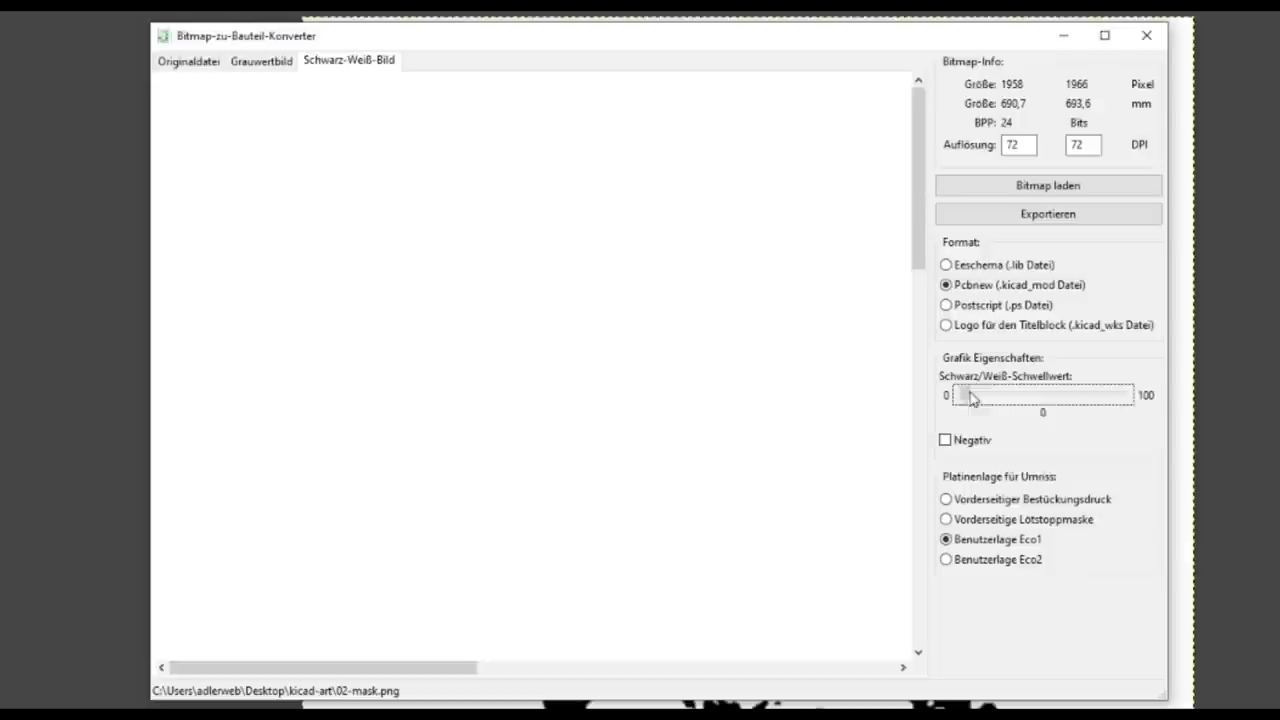 Bitmap-zu-Bauteil-Konverter
Originaldatei Grauwertbild Schwarz-Weiß-Bild
Bitmap-Info:
Größe: 1958 1966 Pixel
Größe: 690,7 693,6 mm
BPP: 24 Bits
Auflösung: 72 72 DPI
Bitmap laden
Exportieren
Format:
Eeschema (.lib Datei)
Pcbnew (.kicad_mod Datei)
Postscript (.ps Datei)
Logo für den Titelblock (.kicad_wks Datei)
Grafik Eigenschaften:
Schwarz/Weiß-Schwellwert:
0 100
0
Negativ
Platinenlage für Umriss:
Vorderseitiger Bestückungsdruck
Vorderseitige Lötstoppmaske
Benutzerlage Eco1
Benutzerlage Eco2
C:\Users\adlerweb\Desktop\kicad-art\02-mask.png